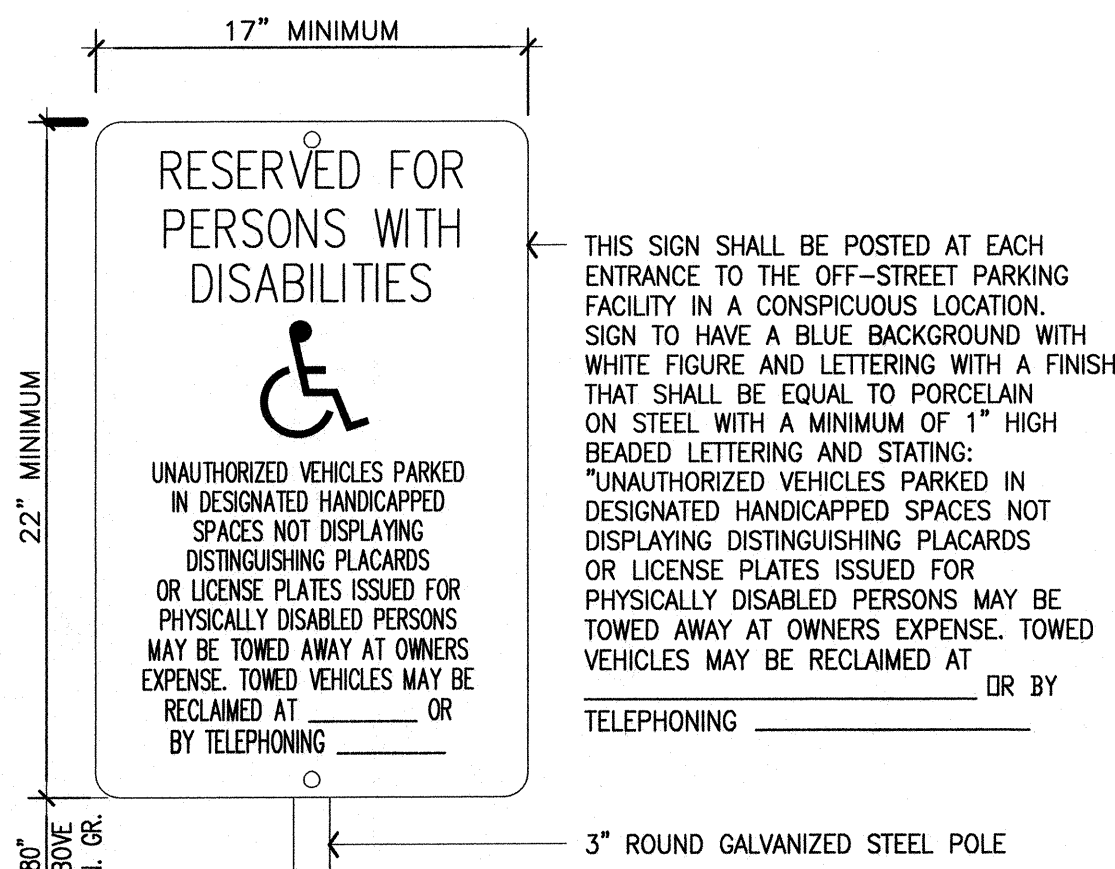 17" MINIMUM
22" MINIMUM
RESERVED FOR
PERSONS WITH
DISABILITIES
UNAUTHORIZED VEHICLES PARKED
IN DESIGNATED HANDICAPPED
SPACES NOT DISPLAYING
DISTINGUISHING PLACARDS
OR LICENSE PLATES ISSUED FOR
PHYSICALLY DISABLED PERSONS
MAY BE TOWED AWAY AT OWNERS
EXPENSE. TOWED VEHICLES MAY BE
RECLAIMED AT ________ OR
BY TELEPHONING ________
THIS SIGN SHALL BE POSTED AT EACH
ENTRANCE TO THE OFF-STREET PARKING
FACILITY IN A CONSPICUOUS LOCATION.
SIGN TO HAVE A BLUE BACKGROUND WITH
WHITE FIGURE AND LETTERING WITH A FINISH
THAT SHALL BE EQUAL TO PORCELAIN
ON STEEL WITH A MINIMUM OF 1" HIGH
BEADED LETTERING AND STATING:
"UNAUTHORIZED VEHICLES PARKED IN
DESIGNATED HANDICAPPED SPACES NOT
DISPLAYING DISTINGUISHING PLACARDS
OR LICENSE PLATES ISSUED FOR
PHYSICALLY DISABLED PERSONS MAY BE
TOWED AWAY AT OWNERS EXPENSE. TOWED
VEHICLES MAY BE RECLAIMED AT
________ OR BY
TELEPHONING ________
3" ROUND GALVANIZED STEEL POLE
80"
GR.